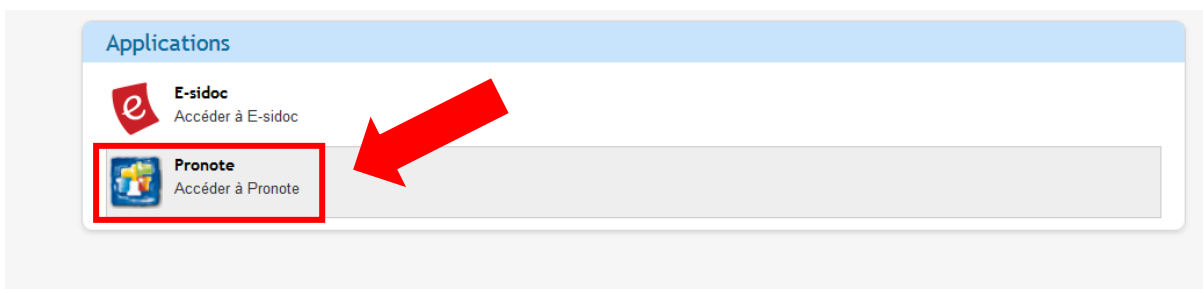 Applications
E-sidoc
Accéder à E-sidoc
Pronote
Accéder à Pronote